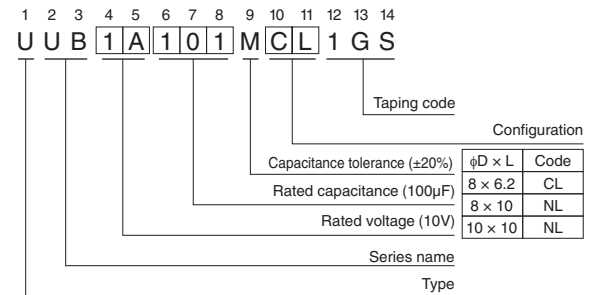 1 2 3 4 5 6 7 8 9 10 11 12 13 14
U U B 1 A 1 0 1 M C L 1 G S
Taping code
Configuration
Capacitance tolerance (±20%)
Rated capacitance (100µF)
Rated voltage (10V)
Series name
Type
ϕD × L Code
8 × 6.2 CL
8 × 10 NL
10 × 10 NL